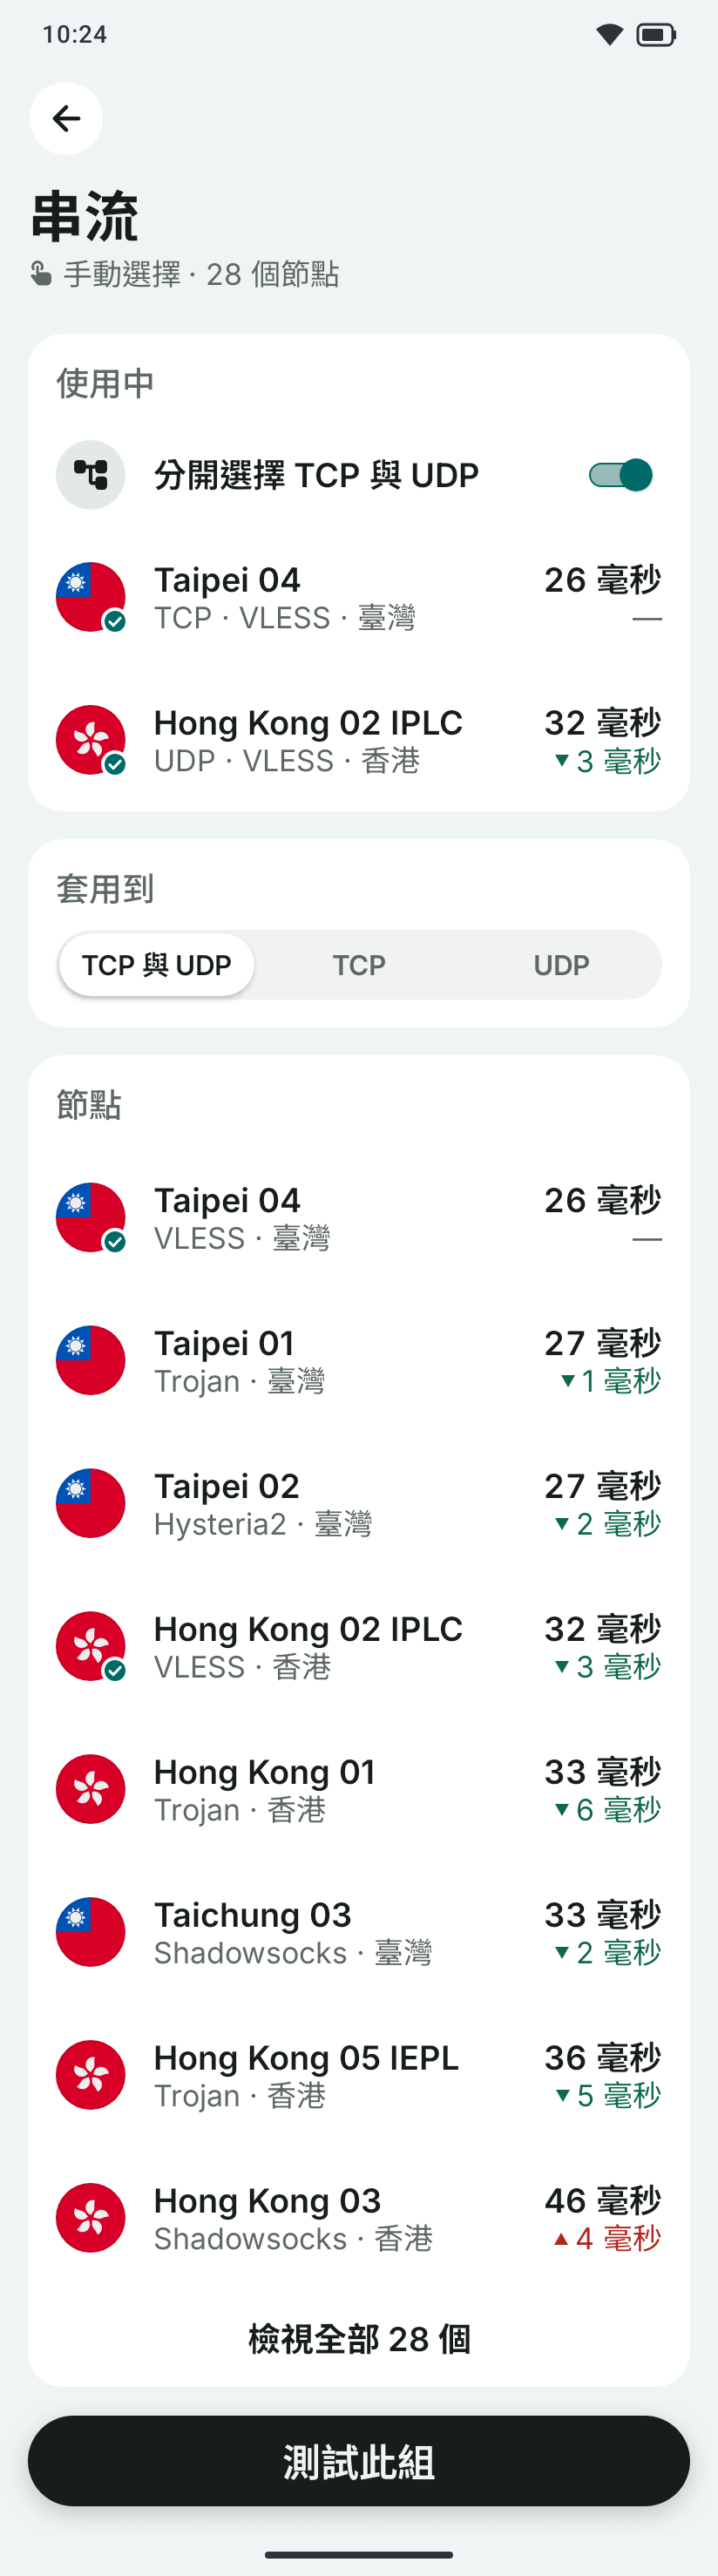 10:24
串流
手動選擇 · 28 個節點
使用中
分開選擇 TCP 與 UDP
Taipei 04
26 毫秒
TCP · VLESS · 臺灣
—
Hong Kong 02 IPLC
32 毫秒
UDP · VLESS · 香港
▼3 毫秒
套用到
TCP 與 UDP
TCP
UDP
節點
Taipei 04
26 毫秒
VLESS · 臺灣
—
Taipei 01
27 毫秒
Trojan · 臺灣
▼1 毫秒
Taipei 02
27 毫秒
Hysteria2 · 臺灣
▼2 毫秒
Hong Kong 02 IPLC
32 毫秒
VLESS · 香港
▼3 毫秒
Hong Kong 01
33 毫秒
Trojan · 香港
▼6 毫秒
Taichung 03
33 毫秒
Shadowsocks · 臺灣
▼2 毫秒
Hong Kong 05 IEPL
36 毫秒
Trojan · 香港
▼5 毫秒
Hong Kong 03
46 毫秒
Shadowsocks · 香港
▲4 毫秒
檢視全部 28 個
測試此組